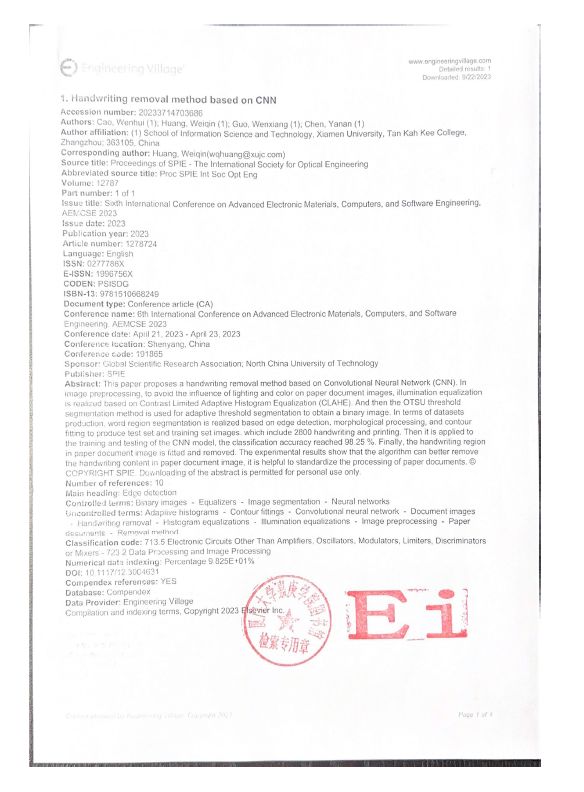 Engineering Village
www.engineeringvillage.com
Detailed results: 1
Downloaded: 9/22/2023
1. Handwriting removal method based on CNN
Accession number: 20233714703686
Authors: Cao, Wenhui (1); Huang, Weiqin (1); Guo, Wenxiang (1); Chen, Yanan (1)
Author affiliation: (1) School of Information Science and Technology, Xiamen University, Tan Kah Kee College,
Zhangzhou; 363105, China
Corresponding author: Huang, Weiqin(wqhuang@xujc.com)
Source title: Proceedings of SPIE - The International Society for Optical Engineering
Abbreviated source title: Proc SPIE Int Soc Opt Eng
Volume: 12787
Part number: 1 of 1
Issue title: Sixth International Conference on Advanced Electronic Materials, Computers, and Software Engineering,
AEMCSE 2023
Issue date: 2023
Publication year: 2023
Article number: 1278724
Language: English
ISSN: 0277786X
E-ISSN: 1996756X
CODEN: PSISDG
ISBN-13: 9781510668249
Document type: Conference article (CA)
Conference name: 6th International Conference on Advanced Electronic Materials, Computers, and Software
Engineering, AEMCSE 2023
Conference date: April 21, 2023 - April 23, 2023
Conference location: Shenyang, China
Conference code: 191865
Sponsor: Global Scientific Research Association; North China University of Technology
Publisher: SPIE
Abstract: This paper proposes a handwriting removal method based on Convolutional Neural Network (CNN). In
image preprocessing, to avoid the influence of lighting and color on paper document images, illumination equalization
is realized based on Contrast Limited Adaptive Histogram Equalization (CLAHE). And then the OTSU threshold
segmentation method is used for adaptive threshold segmentation to obtain a binary image. In terms of datasets
production, word region segmentation is realized based on edge detection, morphological processing, and contour
fitting to produce test set and training set images, which include 2800 handwriting and printing. Then it is applied to
the training and testing of the CNN model, the classification accuracy reached 98.25 %. Finally, the handwriting region
in paper document image is fitted and removed. The experimental results show that the algorithm can better remove
the handwriting content in paper document image, it is helpful to standardize the processing of paper documents. ©
COPYRIGHT SPIE. Downloading of the abstract is permitted for personal use only.
Number of references: 10
Main heading: Edge detection
Controlled terms: Binary images - Equalizers - Image segmentation - Neural networks
Uncontrolled terms: Adaptive histograms - Contour fittings - Convolutional neural network - Document images
- Handwriting removal - Histogram equalizations - Illumination equalizations - Image preprocessing - Paper
documents - Removal method
Classification code: 713.5 Electronic Circuits Other Than Amplifiers, Oscillators, Modulators, Limiters, Discriminators
or Mixers - 723.2 Data Processing and Image Processing
Numerical data indexing: Percentage 9.825E+01%
DOI: 10.1117/12.3004631
Compendex references: YES
Database: Compendex
Data Provider: Engineering Village
Compilation and indexing terms, Copyright 2023 Elsevier Inc.
检索专用章
Ei
Page 1 of 4